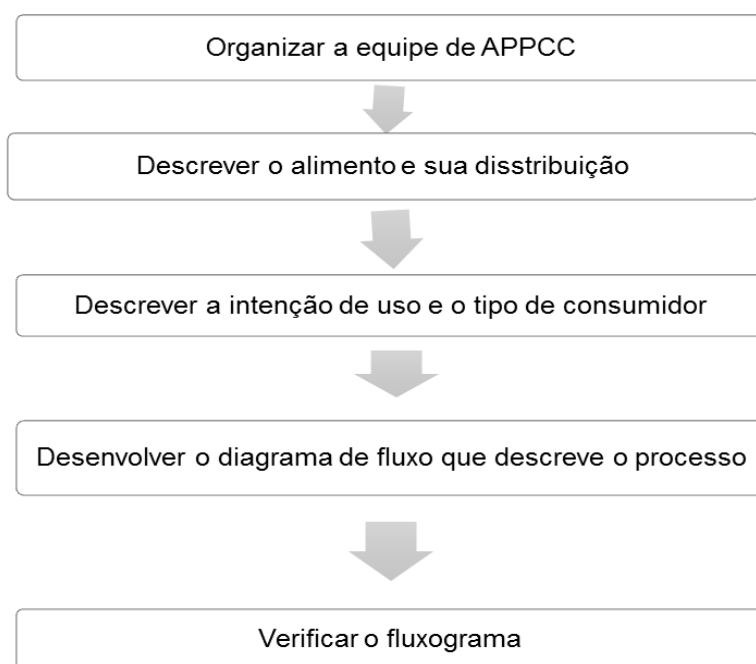 Organizar a equipe de APPCC
Descrever o alimento e sua disstribuição
Descrever a intenção de uso e o tipo de consumidor
Desenvolver o diagrama de fluxo que descreve o processo
Verificar o fluxograma